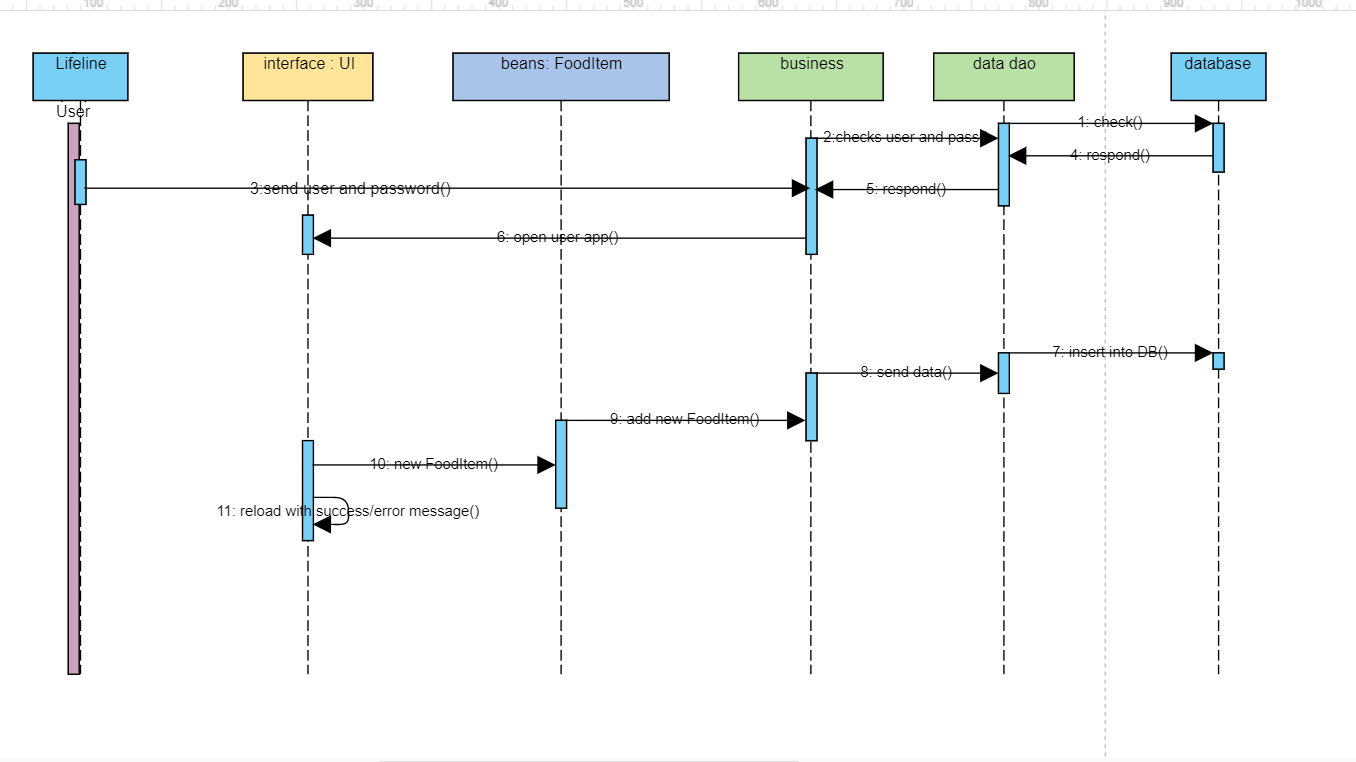 100 200 300 400 500 600 700 800 900 1000
Lifeline interface : UI beans: FoodItem business data dao database
User
1: check()
2:checks user and pass
4: respond()
3:send user and password()
5: respond()
6: open user app()
7: insert into DB()
8: send data()
9: add new FoodItem()
10: new FoodItem()
11: reload with success/error message()